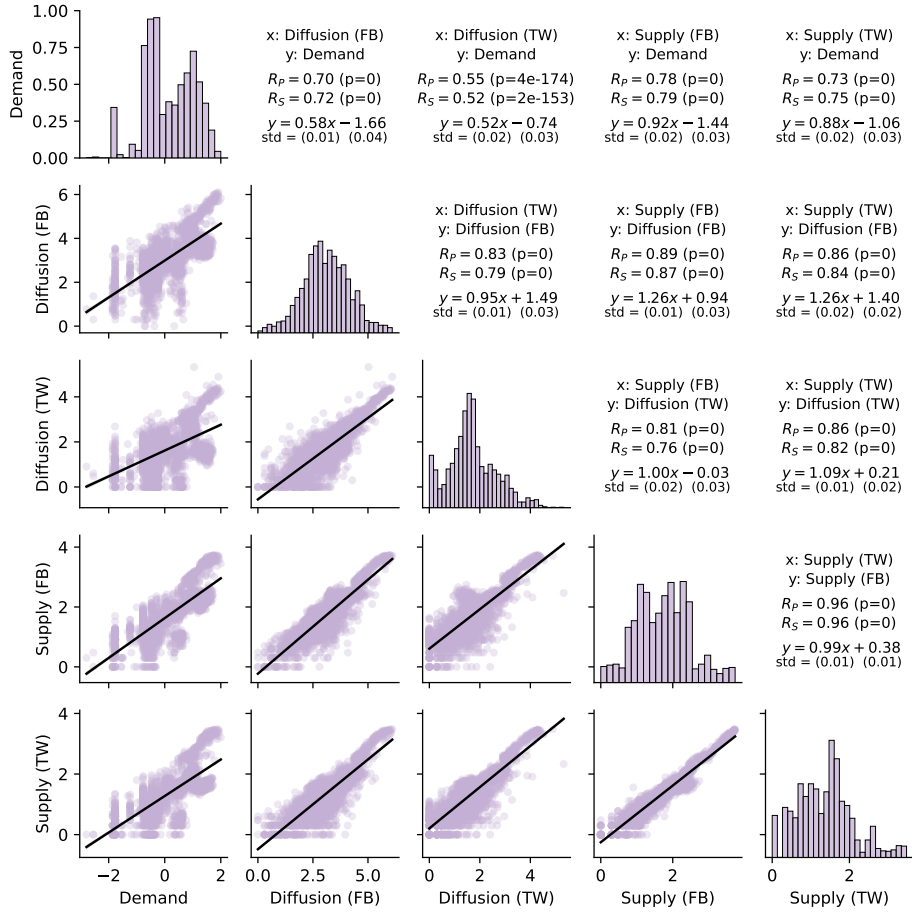 1.00
0.75
0.50
0.25
0.00
Demand
x: Diffusion (FB)
y: Demand
R_P = 0.70 (p=0)
R_S = 0.72 (p=0)
y = 0.58x − 1.66
std = (0.01) (0.04)
x: Diffusion (TW)
y: Demand
R_P = 0.55 (p=4e-174)
R_S = 0.52 (p=2e-153)
y = 0.52x − 0.74
std = (0.02) (0.03)
x: Supply (FB)
y: Demand
R_P = 0.78 (p=0)
R_S = 0.79 (p=0)
y = 0.92x − 1.44
std = (0.02) (0.03)
x: Supply (TW)
y: Demand
R_P = 0.73 (p=0)
R_S = 0.75 (p=0)
y = 0.88x − 1.06
std = (0.02) (0.03)
6
4
2
0
Diffusion (FB)
x: Diffusion (TW)
y: Diffusion (FB)
R_P = 0.83 (p=0)
R_S = 0.79 (p=0)
y = 0.95x + 1.49
std = (0.01) (0.03)
x: Supply (FB)
y: Diffusion (FB)
R_P = 0.89 (p=0)
R_S = 0.87 (p=0)
y = 1.26x + 0.94
std = (0.01) (0.03)
x: Supply (TW)
y: Diffusion (FB)
R_P = 0.86 (p=0)
R_S = 0.84 (p=0)
y = 1.26x + 1.40
std = (0.02) (0.02)
4
2
0
Diffusion (TW)
x: Supply (FB)
y: Diffusion (TW)
R_P = 0.81 (p=0)
R_S = 0.76 (p=0)
y = 1.00x − 0.03
std = (0.02) (0.03)
x: Supply (TW)
y: Diffusion (TW)
R_P = 0.86 (p=0)
R_S = 0.82 (p=0)
y = 1.09x + 0.21
std = (0.01) (0.02)
4
2
0
Supply (FB)
x: Supply (TW)
y: Supply (FB)
R_P = 0.96 (p=0)
R_S = 0.96 (p=0)
y = 0.99x + 0.38
std = (0.01) (0.01)
4
2
0
Supply (TW)
−2 0 2
Demand
0.0 2.5 5.0
Diffusion (FB)
0 2 4
Diffusion (TW)
0 2
Supply (FB)
0 2
Supply (TW)